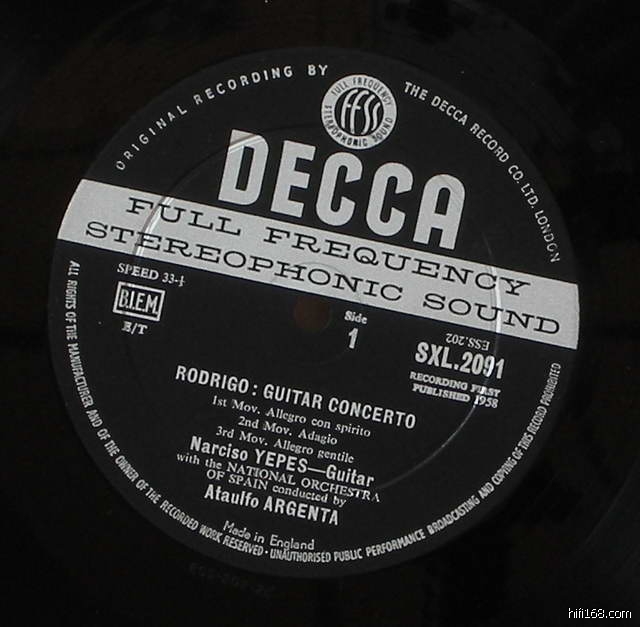 ORIGINAL RECORDING BY
THE DECCA RECORD CO. LTD. LONDON
FULL FREQUENCY
ffss
STEREOPHONIC SOUND
DECCA
FULL FREQUENCY
STEREOPHONIC SOUND
SPEED 33⅓
B.I.E.M.
E/T
Side
1
ESS.202
SXL.2091
RECORDING FIRST
PUBLISHED 1958
RODRIGO: GUITAR CONCERTO
1st Mov. Allegro con spirito
2nd Mov. Adagio
3rd Mov. Allegro gentile
Narciso YEPES—Guitar
with the NATIONAL ORCHESTRA
OF SPAIN conducted by
Ataulfo ARGENTA
Made in England
ALL RIGHTS OF THE MANUFACTURER AND OF THE OWNER OF THE RECORDED WORK RESERVED · UNAUTHORISED PUBLIC PERFORMANCE BROADCASTING AND COPYING OF THIS RECORD PROHIBITED
hifi168.com